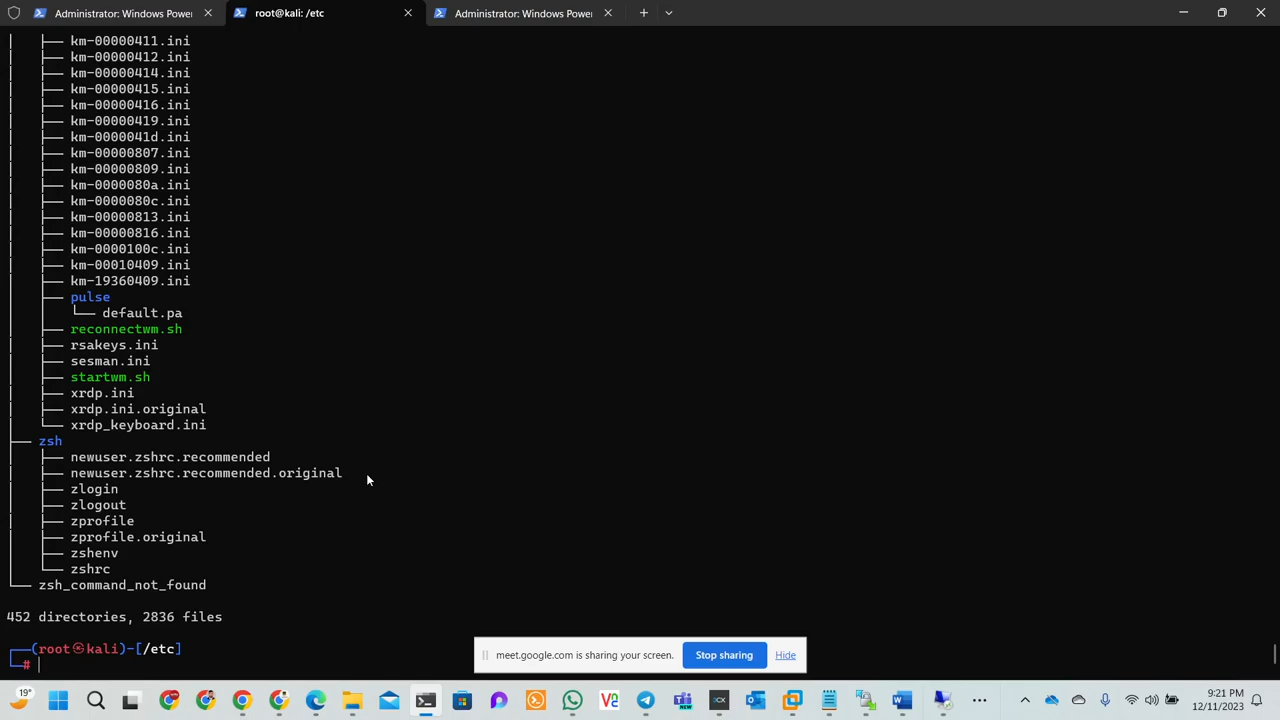 Administrator: Windows Power
root@kali: /etc
Administrator: Windows Power
│   ├── km-00000411.ini
│   ├── km-00000412.ini
│   ├── km-00000414.ini
│   ├── km-00000415.ini
│   ├── km-00000416.ini
│   ├── km-00000419.ini
│   ├── km-0000041d.ini
│   ├── km-00000807.ini
│   ├── km-00000809.ini
│   ├── km-0000080a.ini
│   ├── km-0000080c.ini
│   ├── km-00000813.ini
│   ├── km-00000816.ini
│   ├── km-0000100c.ini
│   ├── km-00010409.ini
│   ├── km-19360409.ini
│   ├── pulse
│   │   └── default.pa
│   ├── reconnectwm.sh
│   ├── rsakeys.ini
│   ├── sesman.ini
│   ├── startwm.sh
│   ├── xrdp.ini
│   ├── xrdp.ini.original
│   └── xrdp_keyboard.ini
├── zsh
│   ├── newuser.zshrc.recommended
│   ├── newuser.zshrc.recommended.original
│   ├── zlogin
│   ├── zlogout
│   ├── zprofile
│   ├── zprofile.original
│   ├── zshenv
│   └── zshrc
└── zsh_command_not_found
452 directories, 2836 files
┌──(root㉿kali)-[/etc]
└─#
meet.google.com is sharing your screen.
Stop sharing
Hide
19°
NEW
9:21 PM
12/11/2023